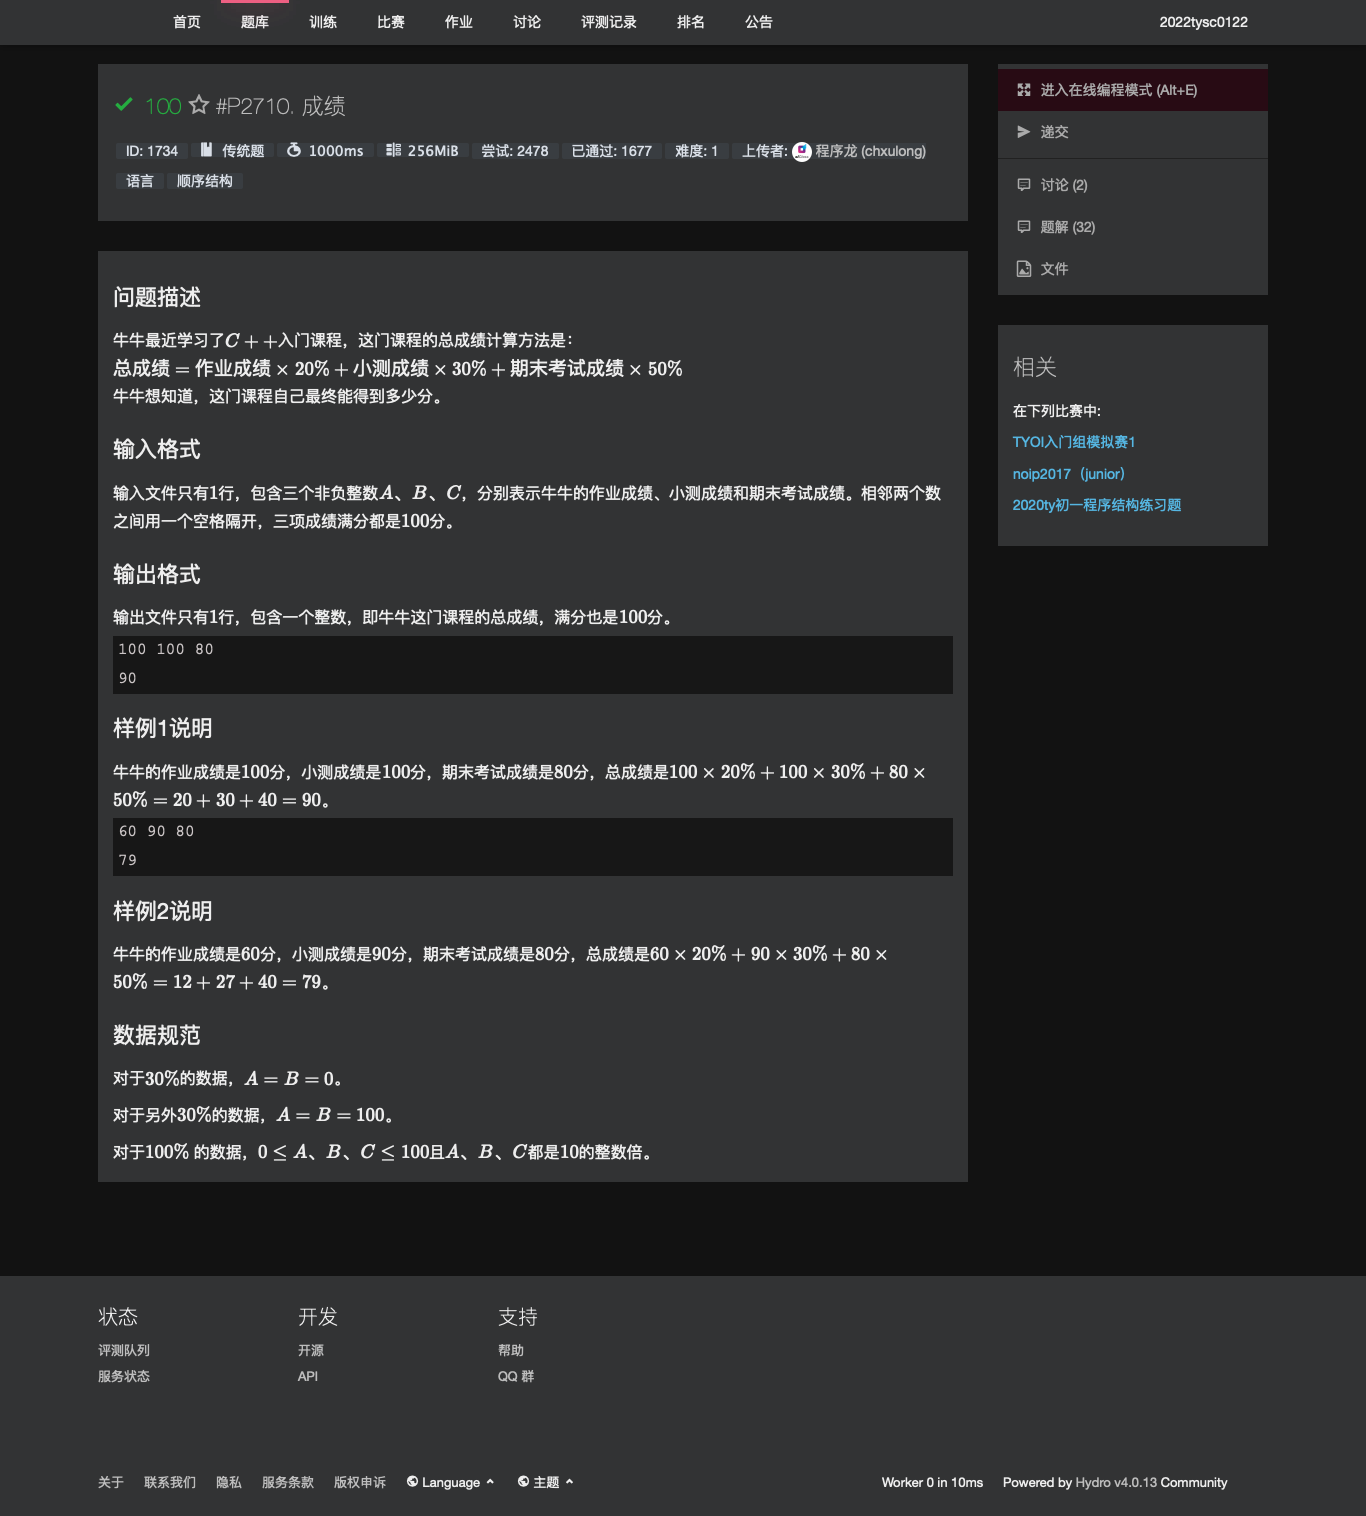 首页 题库 训练 比赛 作业 讨论 评测记录 排名 公告 2022tysc0122
100 #P2710. 成绩
ID: 1734 传统题 1000ms 256MiB 尝试: 2478 已通过: 1677 难度: 1 上传者: 程序龙 (chxulong)
语言 顺序结构
问题描述
牛牛最近学习了C++入门课程，这门课程的总成绩计算方法是：
总成绩 = 作业成绩 × 20% + 小测成绩 × 30% + 期末考试成绩 × 50%
牛牛想知道，这门课程自己最终能得到多少分。
输入格式
输入文件只有1行，包含三个非负整数A、B、C，分别表示牛牛的作业成绩、小测成绩和期末考试成绩。相邻两个数
之间用一个空格隔开，三项成绩满分都是100分。
输出格式
输出文件只有1行，包含一个整数，即牛牛这门课程的总成绩，满分也是100分。
100 100 80
90
样例1说明
牛牛的作业成绩是100分，小测成绩是100分，期末考试成绩是80分，总成绩是100 × 20% + 100 × 30% + 80 ×
50% = 20 + 30 + 40 = 90。
60 90 80
79
样例2说明
牛牛的作业成绩是60分，小测成绩是90分，期末考试成绩是80分，总成绩是60 × 20% + 90 × 30% + 80 ×
50% = 12 + 27 + 40 = 79。
数据规范
对于30%的数据，A = B = 0。
对于另外30%的数据，A = B = 100。
对于100% 的数据，0 ≤ A、B、C ≤ 100且A、B、C都是10的整数倍。
进入在线编程模式 (Alt+E)
递交
讨论 (2)
题解 (32)
文件
相关
在下列比赛中:
TYOI入门组模拟赛1
noip2017（junior）
2020ty初一程序结构练习题
状态 开发 支持
评测队列 开源 帮助
服务状态 API QQ 群
关于 联系我们 隐私 服务条款 版权申诉 Language 主题 Worker 0 in 10ms Powered by Hydro v4.0.13 Community